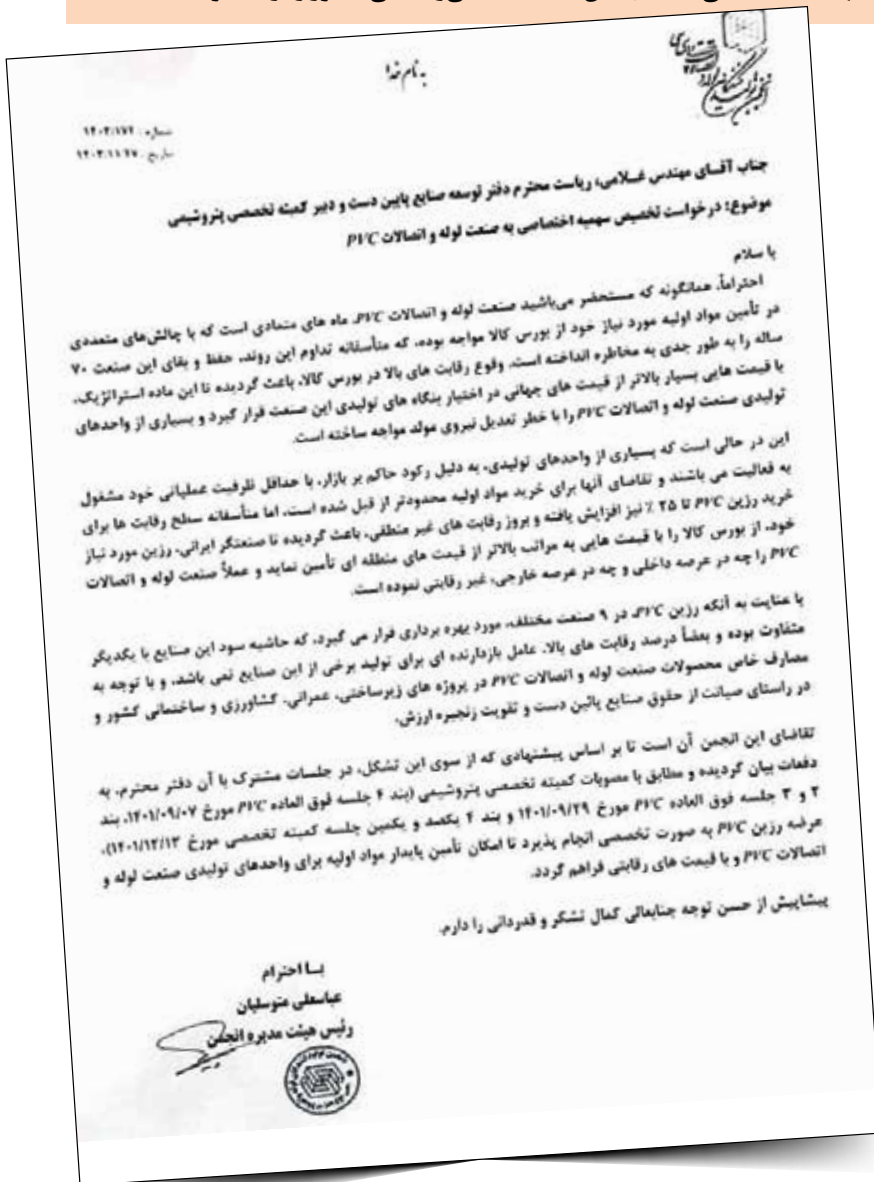 به نام خدا
شماره: ۱۴۰۳/۱۷۲
تاریخ: ۱۴۰۳/۱۱/۲۷
جناب آقــای مهندس غــلامی، ریاست محترم دفتر توسعه صنایع پایین دست و دبیر کمیته تخصصی پتروشیمی
موضوع: درخواست تخصیص سهمیه اختصاصی به صنعت لوله و اتصالات PVC
با سلام
احتراماً، همانگونه که مستحضر می‌باشید صنعت لوله و اتصالات PVC، ماه های متمادی است که با چالش‌های متعددی
در تأمین مواد اولیه مورد نیاز خود از بورس کالا مواجه بوده، که متأسفانه تداوم این روند، حفظ و بقای این صنعت ۷۰
ساله را به طور جدی به مخاطره انداخته است. وقوع رقابت های بالا در بورس کالا، باعث گردیده تا این ماده استراتژیک،
با قیمت هایی بسیار بالاتر از قیمت های جهانی در اختیار بنگاه های تولیدی این صنعت قرار گیرد و بسیاری از واحدهای
تولیدی صنعت لوله و اتصالات PVC را با خطر تعدیل نیروی مولد مواجه ساخته است.
این در حالی است که بسیاری از واحدهای تولیدی، به دلیل رکود حاکم بر بازار، با حداقل ظرفیت عملیاتی خود مشغول
به فعالیت می باشند و تقاضای آنها برای خرید مواد اولیه محدودتر از قبل شده است، اما متأسفانه سطح رقابت ها برای
خرید رزین PVC تا ۲۵ ٪ نیز افزایش یافته و بروز رقابت های غیر منطقی، باعث گردیده تا صنعتگر ایرانی، رزین مورد نیاز
خود، از بورس کالا را با قیمت هایی به مراتب بالاتر از قیمت های منطقه ای تأمین نماید و عملاً صنعت لوله و اتصالات
PVC را چه در عرصه داخلی و چه در عرصه خارجی، غیر رقابتی نموده است.
با عنایت به آنکه رزین PVC، در ۹ صنعت مختلف، مورد بهره برداری قرار می گیرد، که حاشیه سود این صنایع با یکدیگر
متفاوت بوده و بعضاً درصد رقابت های بالا، عامل بازدارنده ای برای تولید برخی از این صنایع نمی باشد، و با توجه به
مصارف خاص محصولات صنعت لوله و اتصالات PVC در پروژه های زیرساختی، عمرانی، کشاورزی و ساختمانی کشور و
در راستای صیانت از حقوق صنایع پائین دست و تقویت زنجیره ارزش،
تقاضای این انجمن آن است تا بر اساس پیشنهادی که از سوی این تشکل، در جلسات مشترک با آن دفتر محترم، به
دفعات بیان گردیده و مطابق با مصوبات کمیته تخصصی پتروشیمی (بند ۴ جلسه فوق العاده PVC مورخ ۱۴۰۱/۰۹/۰۷، بند
۲ و ۳ جلسه فوق العاده PVC مورخ ۱۴۰۱/۰۹/۲۹ و بند ۴ یکصد و یکمین جلسه کمیته تخصصی مورخ ۱۴۰۱/۱۲/۱۳)،
عرضه رزین PVC به صورت تخصصی انجام پذیرد تا امکان تأمین پایدار مواد اولیه برای واحدهای تولیدی صنعت لوله و
اتصالات PVC و با قیمت های رقابتی فراهم گردد.
پیشاپیش از حسن توجه جنابعالی کمال تشکر و قدردانی را دارم.
بــا احترام
عباسعلی متوسلیان
رئیس هیئت مدیره انجمن